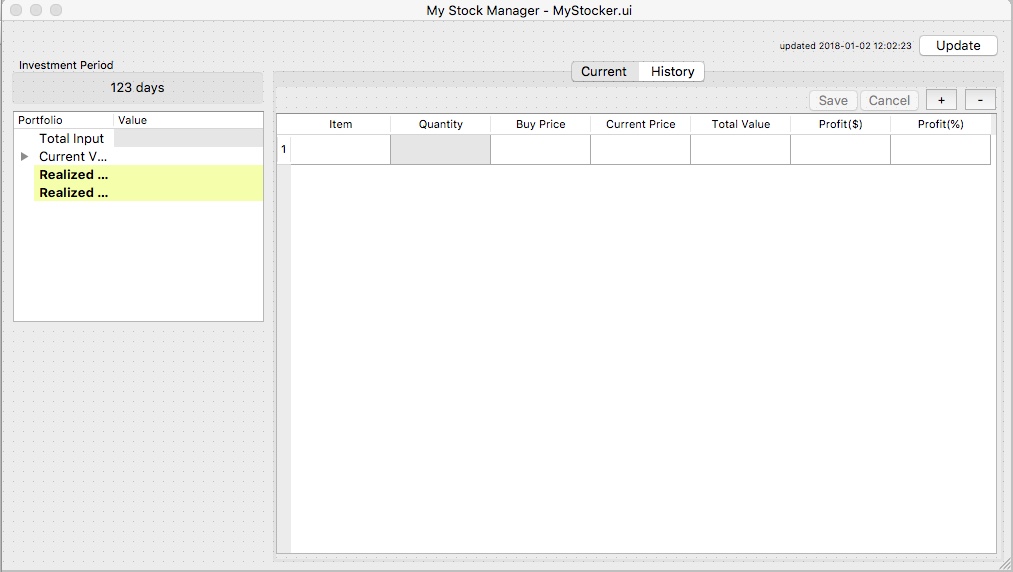 My Stock Manager - MyStocker.ui
updated 2018-01-02 12:02:23 Update
Investment Period
123 days
Current History
Save Cancel + -
Portfolio Value
Total Input
Current V...
Realized ...
Realized ...
Item Quantity Buy Price Current Price Total Value Profit($) Profit(%)
1